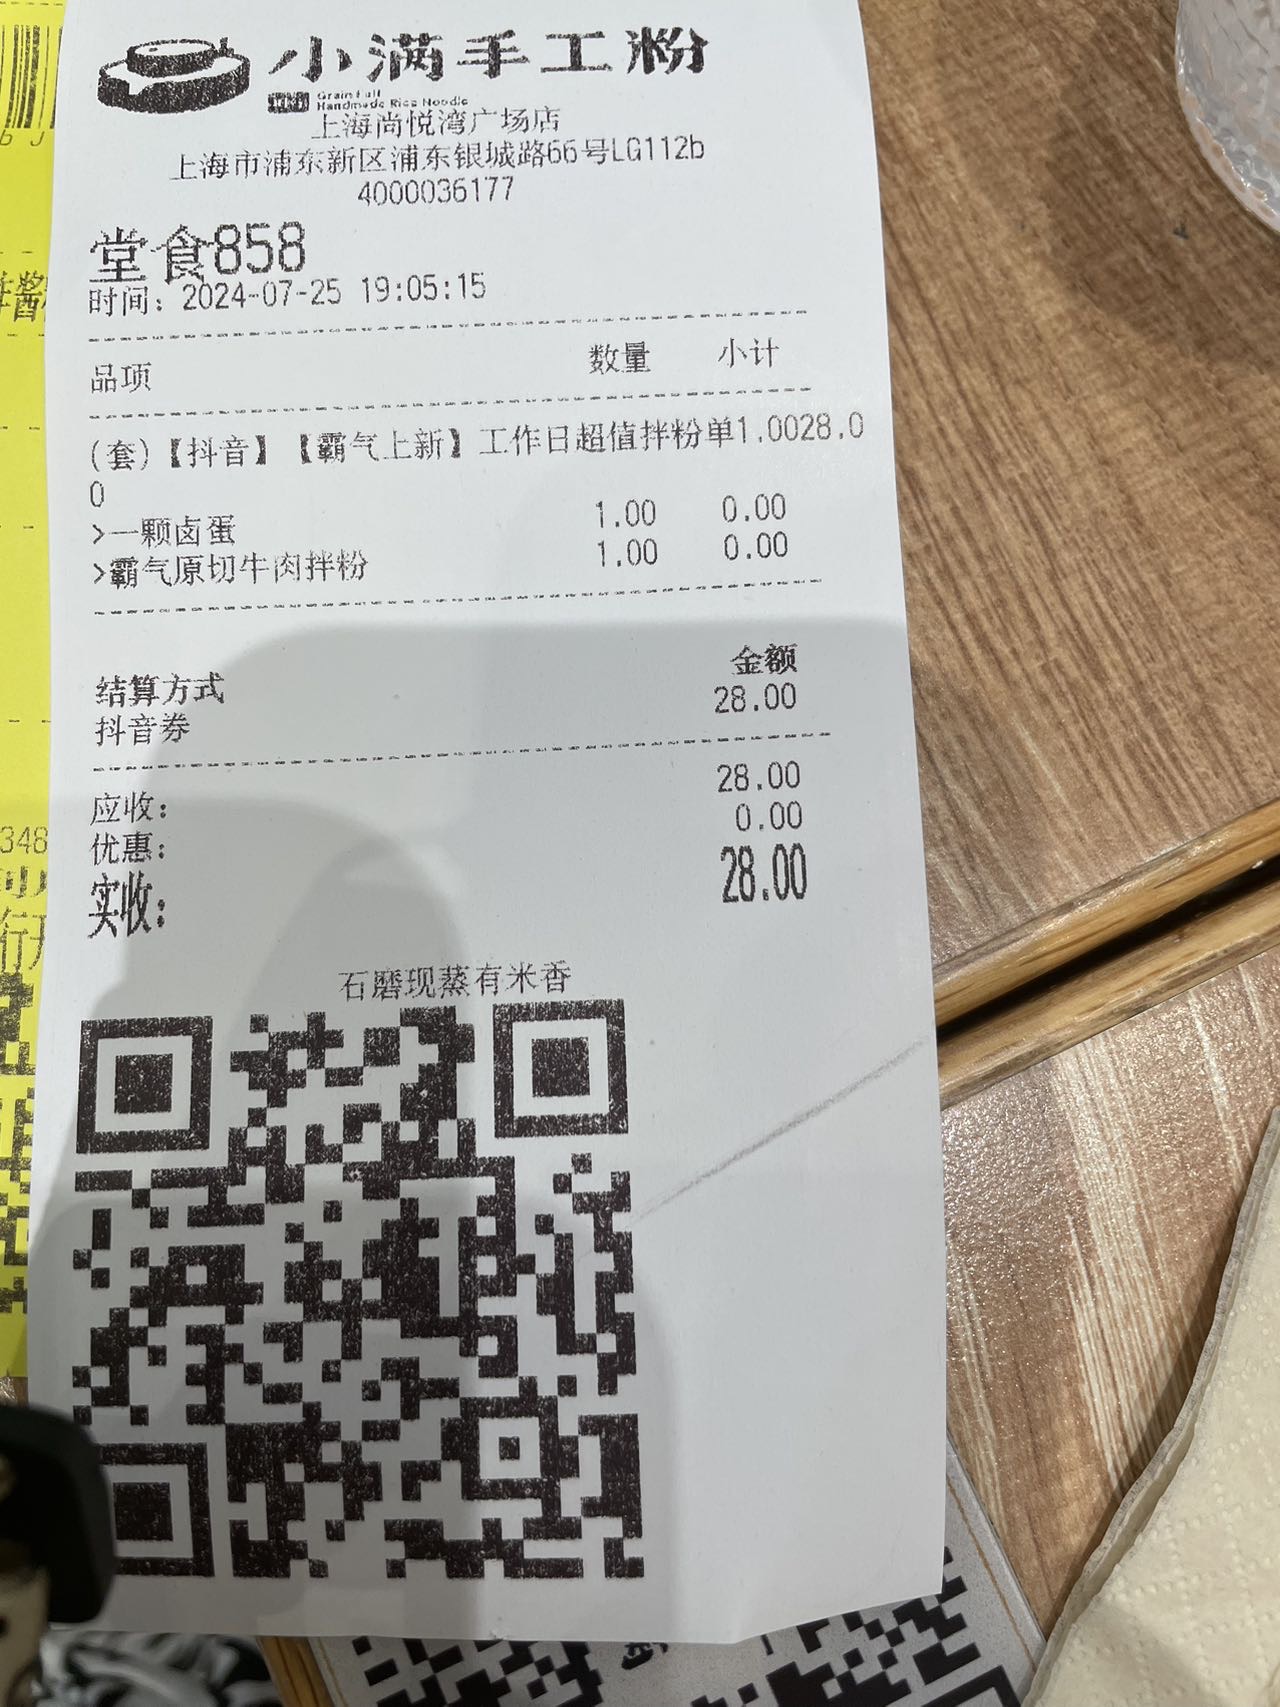 小满手工粉
Grain Full
Handmade Rice Noodle
上海尚悦湾广场店
上海市浦东新区浦东银城路66号LG112b
4000036177
堂食858
时间：2024-07-25 19:05:15
品项 数量 小计
(套)【抖音】【霸气上新】工作日超值拌粉单1.0028.0
0
>一颗卤蛋 1.00 0.00
>霸气原切牛肉拌粉 1.00 0.00
结算方式 金额
抖音券 28.00
应收： 28.00
优惠： 0.00
实收： 28.00
石磨现蒸有米香
348